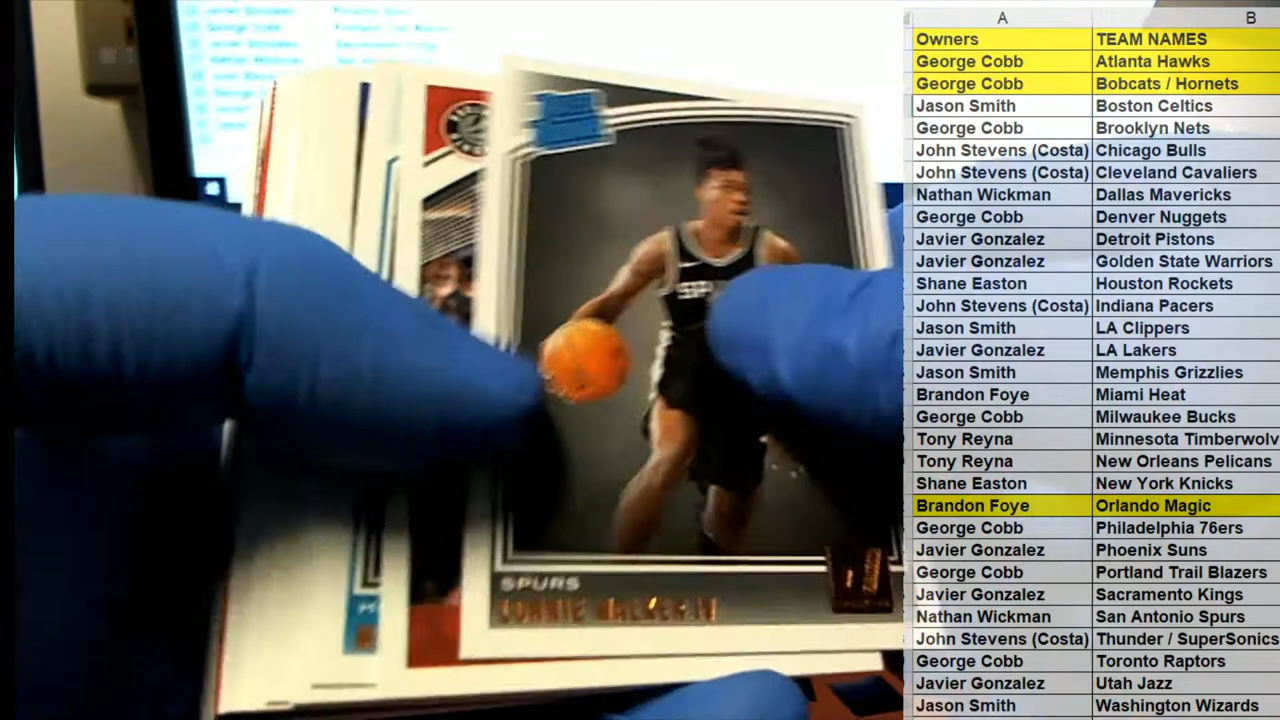 A B
Owners TEAM NAMES
George Cobb Atlanta Hawks
George Cobb Bobcats / Hornets
Jason Smith Boston Celtics
George Cobb Brooklyn Nets
John Stevens (Costa) Chicago Bulls
John Stevens (Costa) Cleveland Cavaliers
Nathan Wickman Dallas Mavericks
George Cobb Denver Nuggets
Javier Gonzalez Detroit Pistons
Javier Gonzalez Golden State Warriors
Shane Easton Houston Rockets
John Stevens (Costa) Indiana Pacers
Jason Smith LA Clippers
Javier Gonzalez LA Lakers
Jason Smith Memphis Grizzlies
Brandon Foye Miami Heat
George Cobb Milwaukee Bucks
Tony Reyna Minnesota Timberwolv
Tony Reyna New Orleans Pelicans
Shane Easton New York Knicks
Brandon Foye Orlando Magic
George Cobb Philadelphia 76ers
Javier Gonzalez Phoenix Suns
George Cobb Portland Trail Blazers
Javier Gonzalez Sacramento Kings
Nathan Wickman San Antonio Spurs
John Stevens (Costa) Thunder / SuperSonics
George Cobb Toronto Raptors
Javier Gonzalez Utah Jazz
Jason Smith Washington Wizards
SPURS
LONNIE WALKER IV